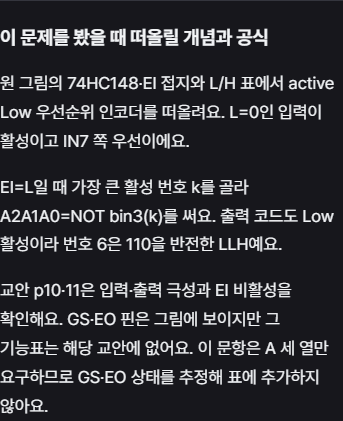 이 문제를 봤을 때 떠올릴 개념과 공식
원 그림의 74HC148·EI 접지와 L/H 표에서 active
Low 우선순위 인코더를 떠올려요. L=0인 입력이
활성이고 IN7 쪽 우선이에요.
EI=L일 때 가장 큰 활성 번호 k를 골라
A2A1A0=NOT bin3(k)를 써요. 출력 코드도 Low
활성이라 번호 6은 110을 반전한 LLH예요.
교안 p10·11은 입력·출력 극성과 EI 비활성을
확인해요. GS·EO 핀은 그림에 보이지만 그
기능표는 해당 교안에 없어요. 이 문항은 A 세 열만
요구하므로 GS·EO 상태를 추정해 표에 추가하지
않아요.